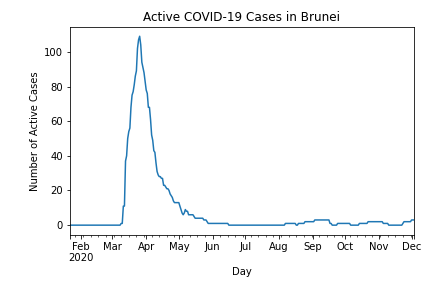 Active COVID-19 Cases in Brunei
Number of Active Cases
100
80
60
40
20
0
Feb Mar Apr May Jun Jul Aug Sep Oct Nov Dec
2020
Day